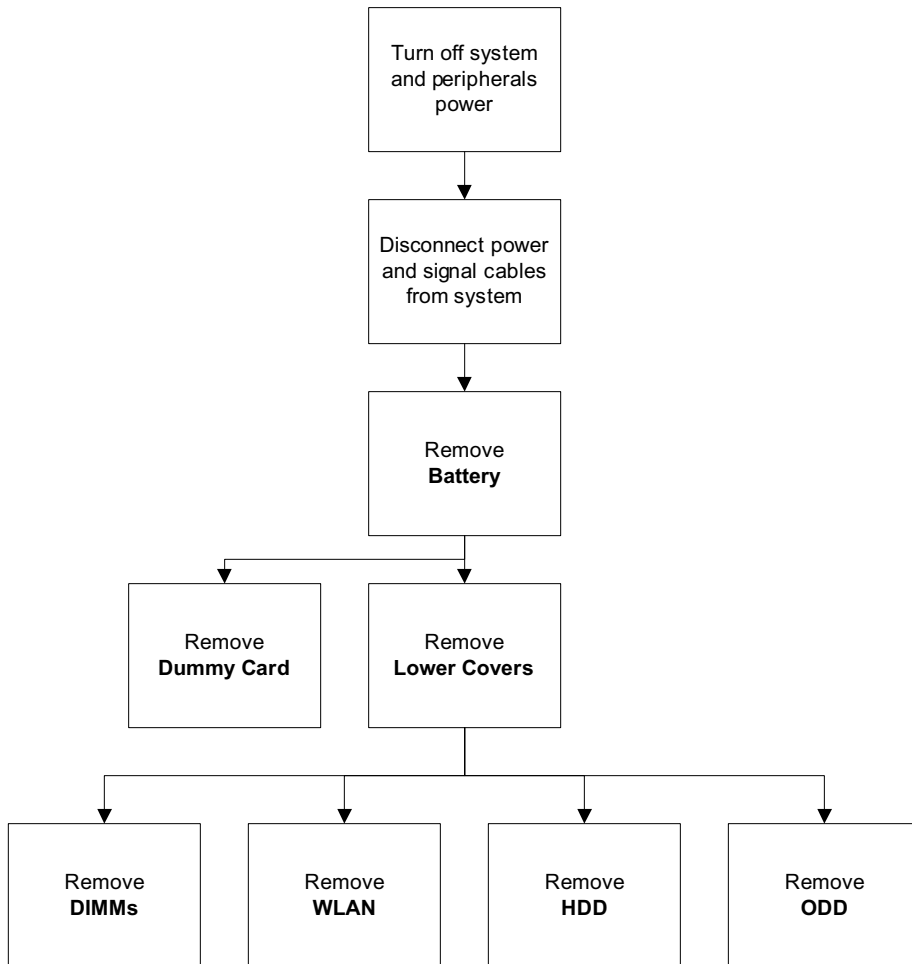 Turn off system
and peripherals
power
Disconnect power
and signal cables
from system
Remove
Battery
Remove
Dummy Card
Remove
Lower Covers
Remove
DIMMs
Remove
WLAN
Remove
HDD
Remove
ODD